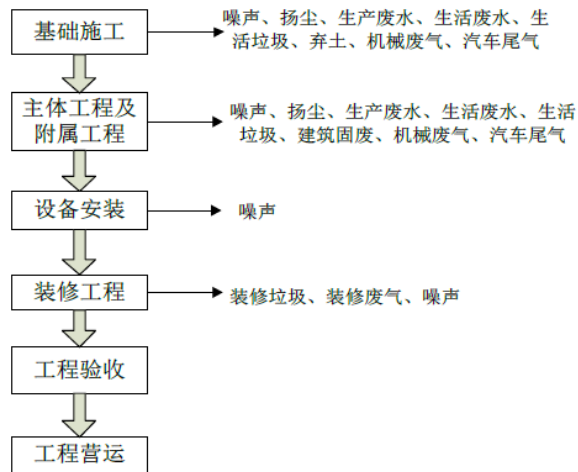 基础施工
噪声、扬尘、生产废水、生活废水、生
活垃圾、弃土、机械废气、汽车尾气
主体工程及
附属工程
噪声、扬尘、生产废水、生活废水、生活
垃圾、建筑固废、机械废气、汽车尾气
设备安装
噪声
装修工程
装修垃圾、装修废气、噪声
工程验收
工程营运